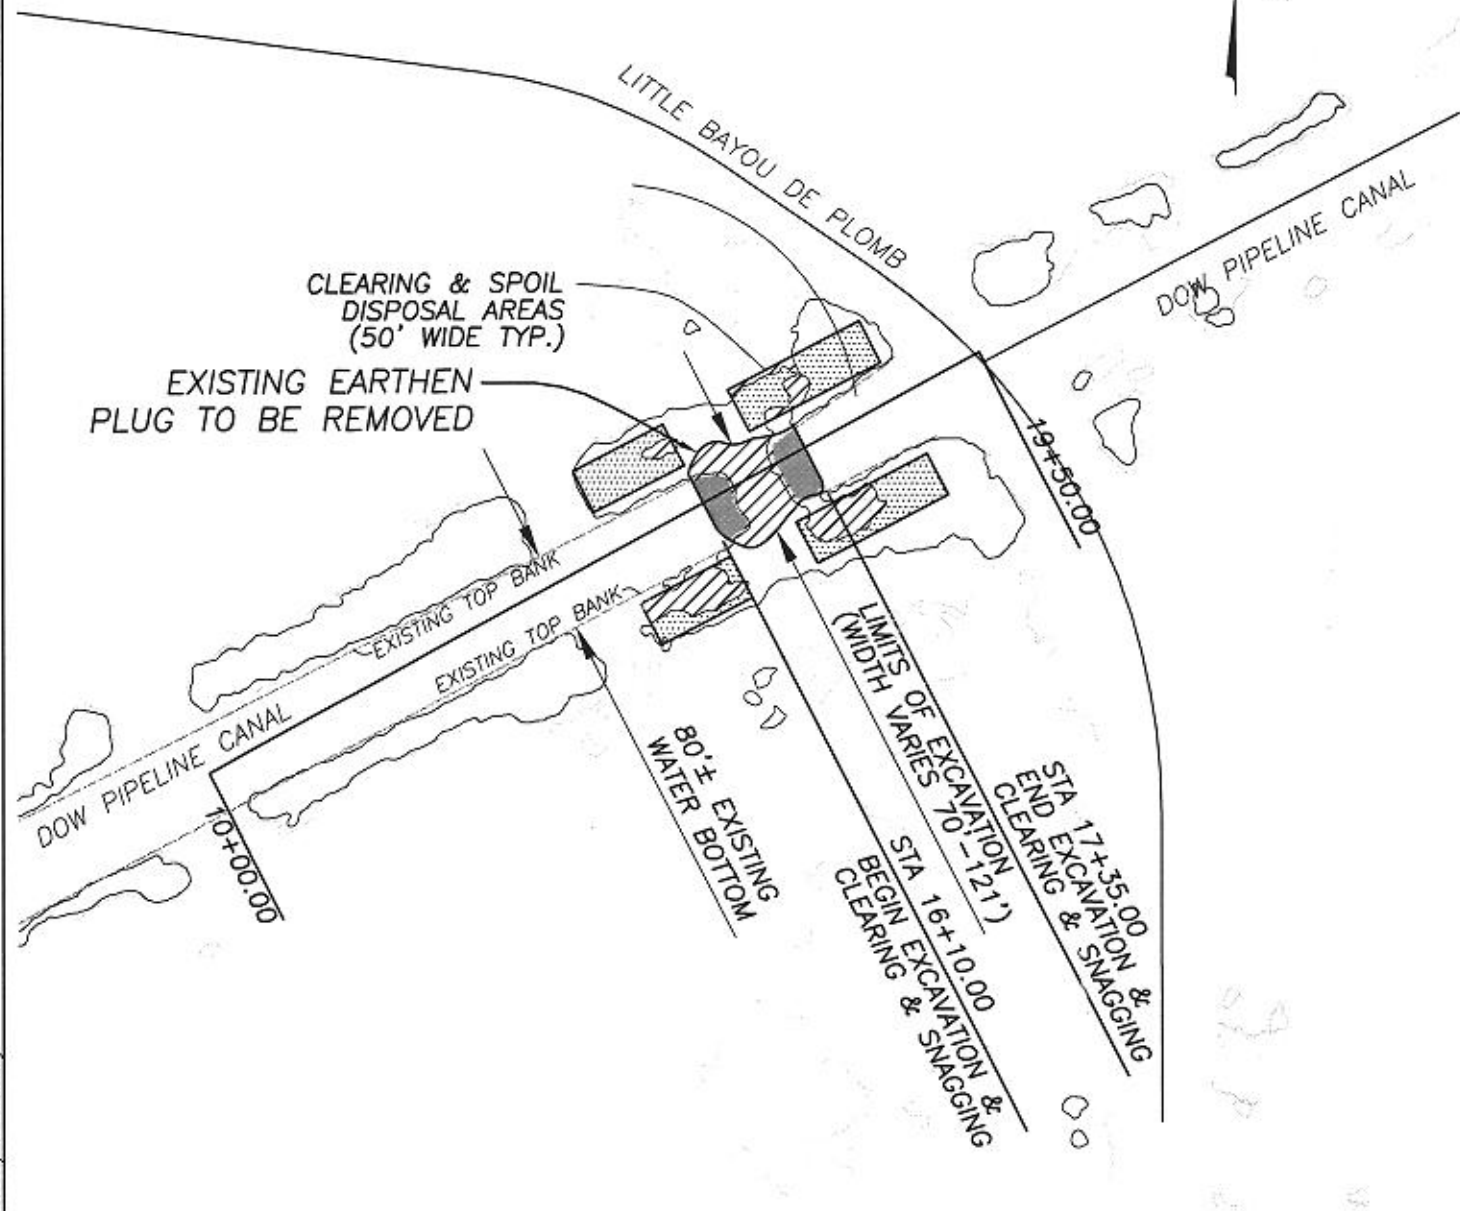 LITTLE BAYOU DE PLOMB
DOW PIPELINE CANAL
CLEARING & SPOIL
DISPOSAL AREAS
(50' WIDE TYP.)
EXISTING EARTHEN
PLUG TO BE REMOVED
19+50.00
EXISTING TOP BANK
EXISTING TOP BANK
DOW PIPELINE CANAL
10+00.00
80'± EXISTING
WATER BOTTOM
LIMITS OF EXCAVATION
(WIDTH VARIES 70'-121')
STA 17+35.00
END EXCAVATION &
CLEARING & SNAGGING
STA 16+10.00
BEGIN EXCAVATION &
CLEARING & SNAGGING